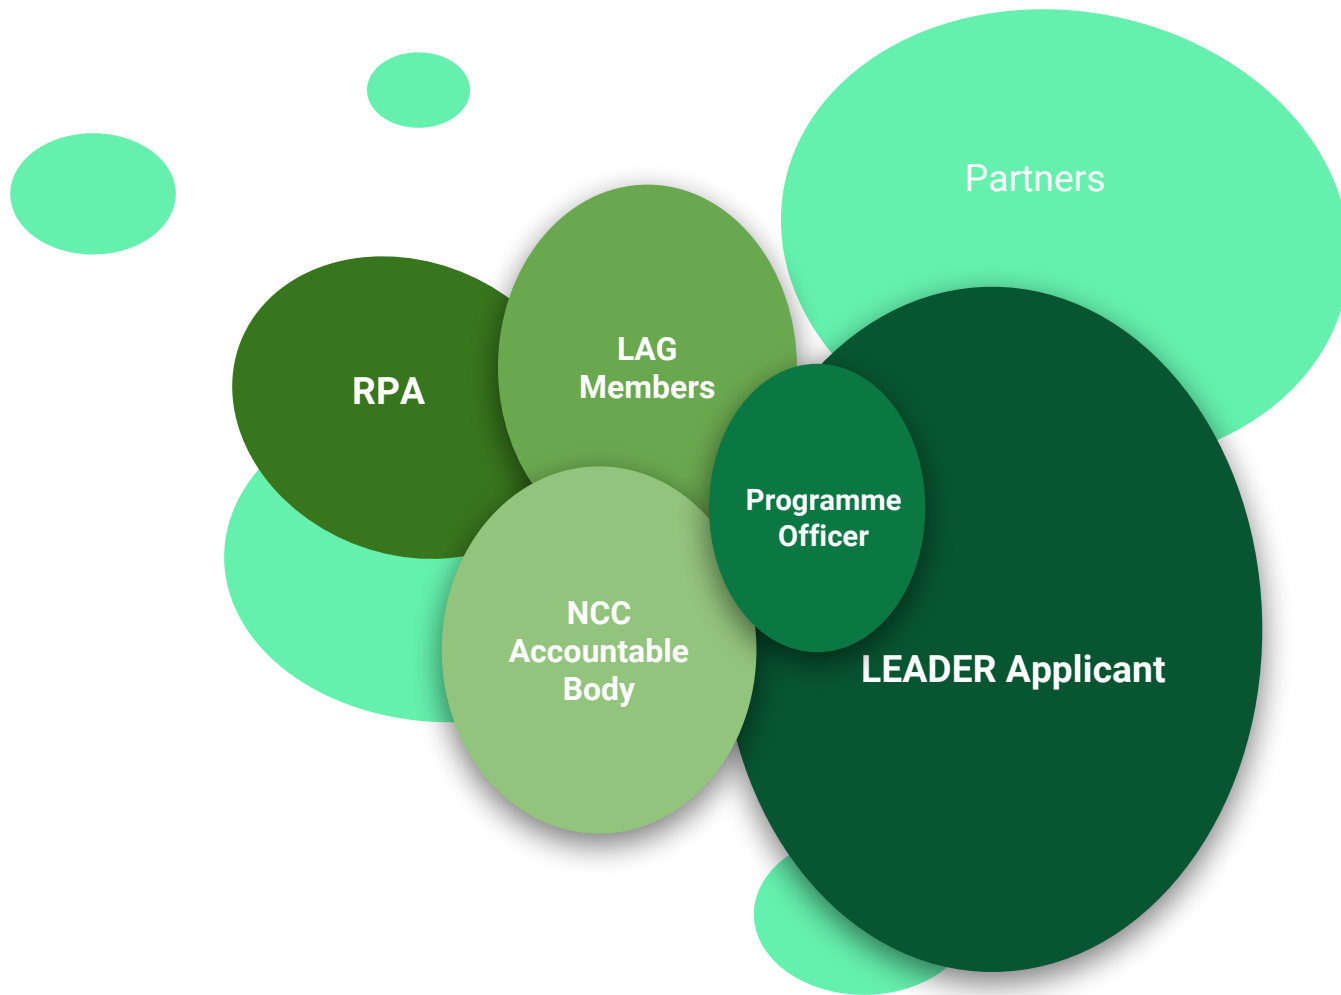 Partners
LAG
Members
RPA
Programme
Officer
NCC
Accountable
Body
LEADER Applicant